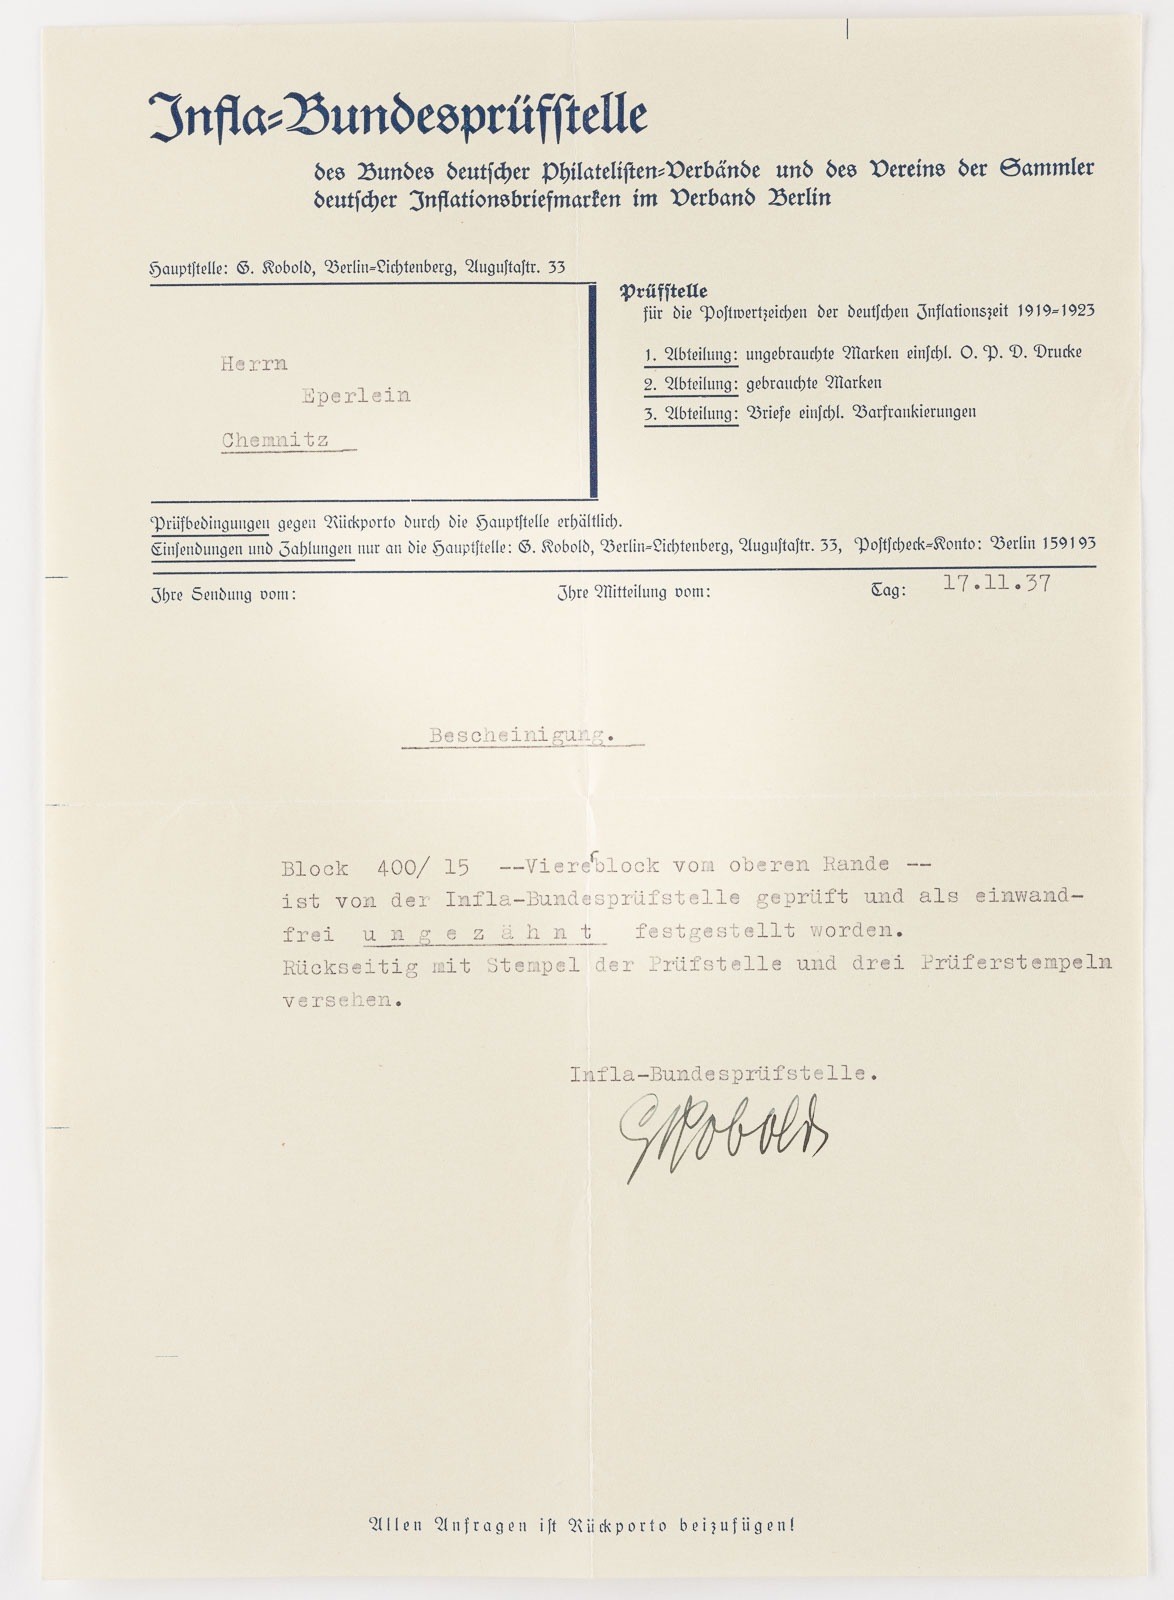 Infla-Bundesprüfstelle
des Bundes deutscher Philatelisten-Verbände und des Vereins der Sammler
deutscher Inflationsbriefmarken im Verband Berlin
Hauptstelle: G. Kobold, Berlin-Lichtenberg, Augustastr. 33
Herrn
Eperlein
Chemnitz
Prüfstelle
für die Postwertzeichen der deutschen Inflationszeit 1919-1923
1. Abteilung: ungebrauchte Marken einschl. O. P. D. Drucke
2. Abteilung: gebrauchte Marken
3. Abteilung: Briefe einschl. Barfrankierungen
Prüfbedingungen gegen Rückporto durch die Hauptstelle erhältlich.
Einsendungen und Zahlungen nur an die Hauptstelle: G. Kobold, Berlin-Lichtenberg, Augustastr. 33, Postscheck-Konto: Berlin 159193
Ihre Sendung vom: Ihre Mitteilung vom: Tag: 17.11.37
Bescheinigung.
Block 400/ 15 --Viererblock vom oberen Rande --
ist von der Infla-Bundesprüfstelle geprüft und als einwand-
frei u n g e z ä h n t festgestellt worden.
Rückseitig mit Stempel der Prüfstelle und drei Prüferstempeln
versehen.
Infla-Bundesprüfstelle.
GKobold
Allen Anfragen ist Rückporto beizufügen!